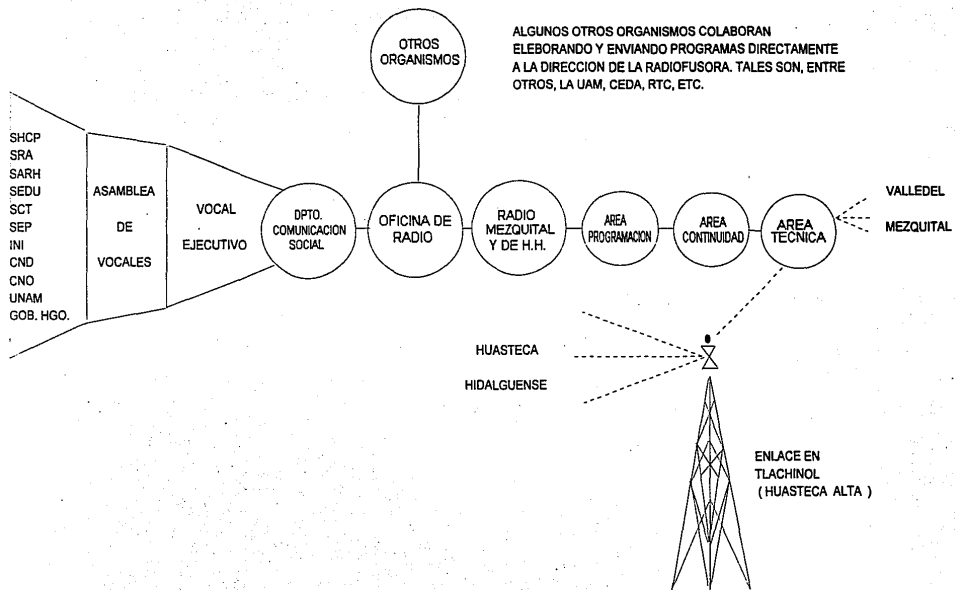 ALGUNOS OTROS ORGANISMOS COLABORAN
ELEBORANDO Y ENVIANDO PROGRAMAS DIRECTAMENTE
A LA DIRECCION DE LA RADIOFUSORA. TALES SON, ENTRE
OTROS, LA UAM, CEDA, RTC, ETC.
OTROS
ORGANISMOS
SHCP
SRA
SARH
SEDU
SCT
SEP
INI
CND
CNO
UNAM
GOB. HGO.
ASAMBLEA
DE
VOCALES
VOCAL
EJECUTIVO
DPTO.
COMUNICACION
SOCIAL
OFICINA DE
RADIO
RADIO
MEZQUITAL
Y DE H.H.
AREA
PROGRAMACION
AREA
CONTINUIDAD
AREA
TECNICA
VALLEDEL
MEZQUITAL
HUASTECA
HIDALGUENSE
ENLACE EN
TLACHINOL
( HUASTECA ALTA )